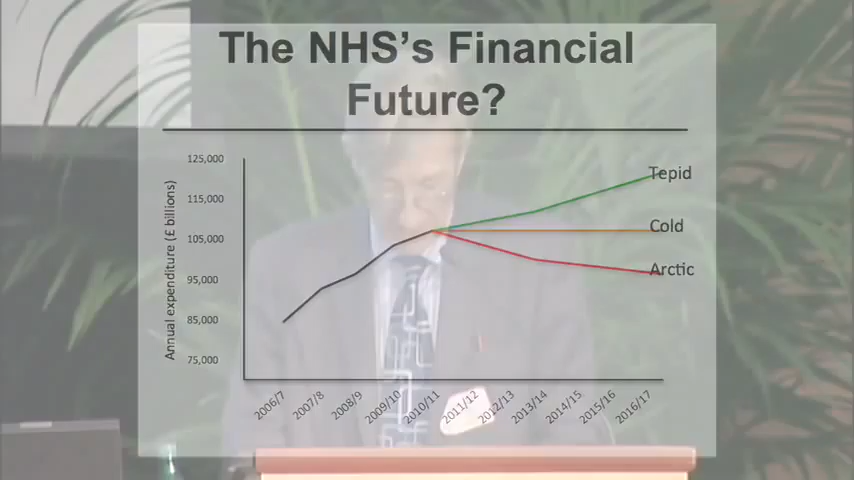 The NHS's Financial
Future?
125,000
115,000
105,000
95,000
85,000
75,000
Annual expenditure (£ billions)
Tepid
Cold
Arctic
2006/7
2007/8
2008/9
2009/10
2010/11
2011/12
2012/13
2013/14
2014/15
2015/16
2016/17